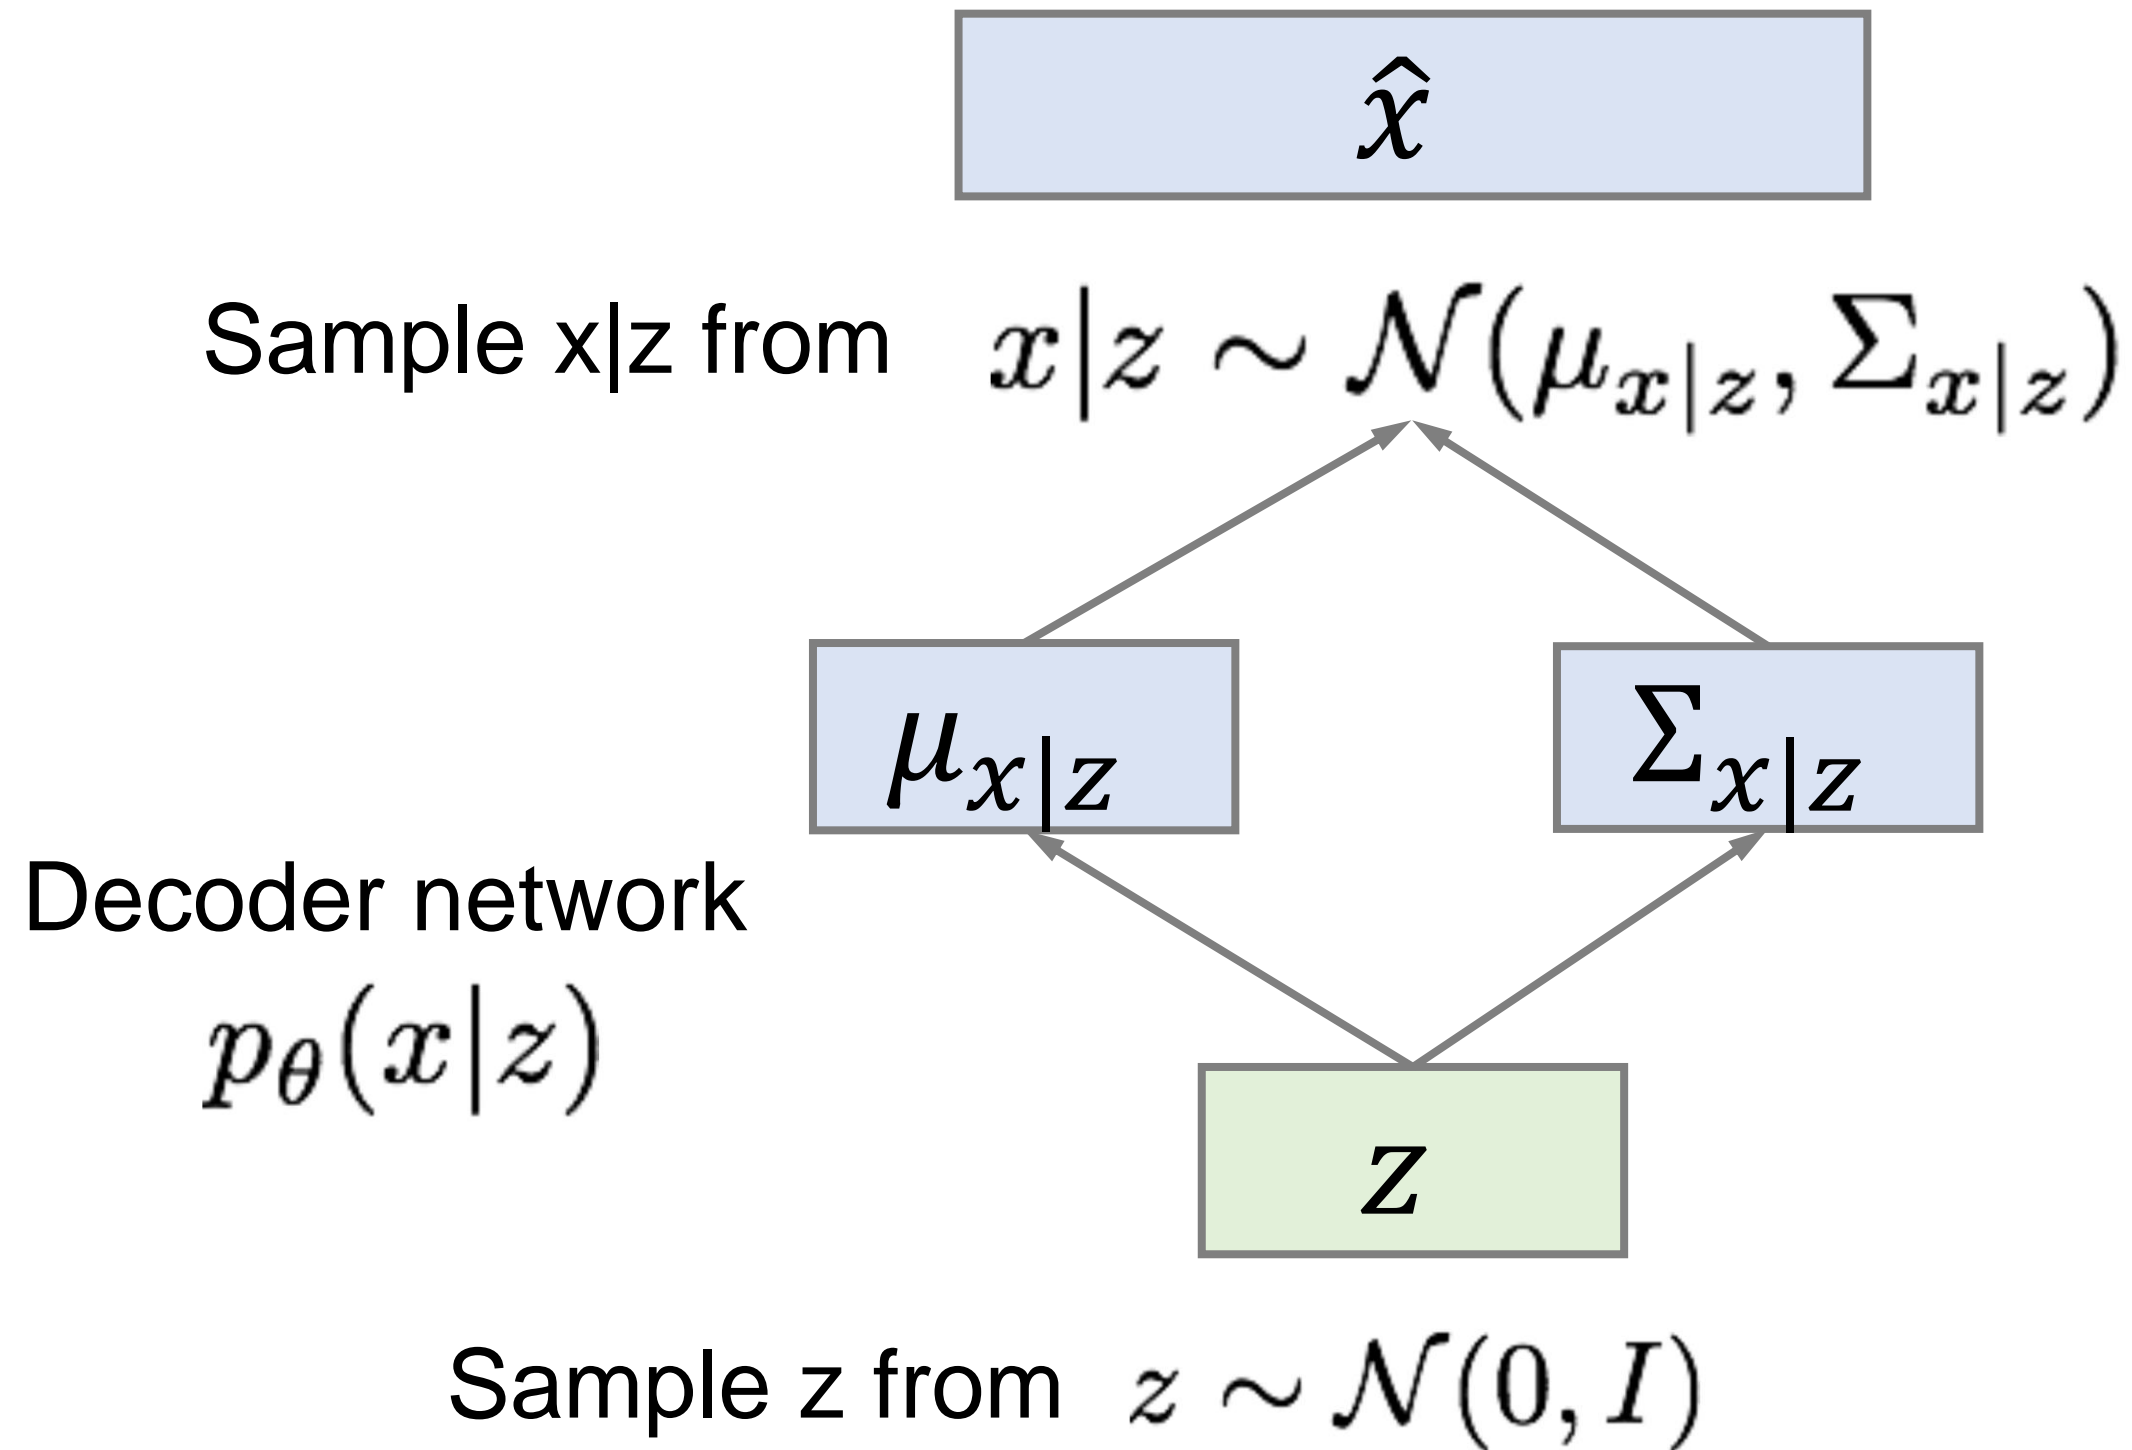 x̂
Sample x|z from x|z ∼ 𝒩(μ_{x|z}, Σ_{x|z})
μ_{x|z} Σ_{x|z}
Decoder network
p_θ(x|z)
z
Sample z from z ∼ 𝒩(0, I)